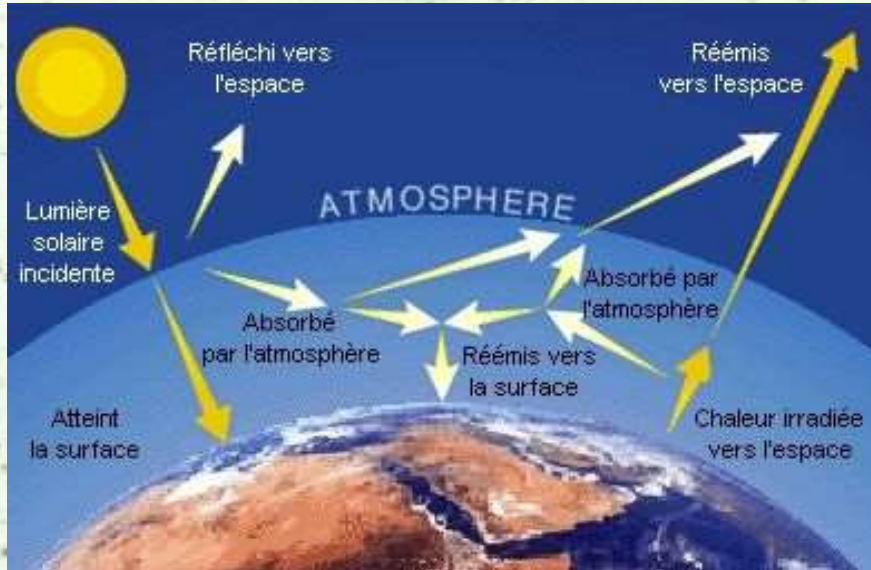 Réfléchi vers
l'espace
Réémis
vers l'espace
ATMOSPHERE
Lumière
solaire
incidente
Absorbé
par l'atmosphère
Absorbé par
l'atmosphère
Réémis vers
la surface
Atteint
la surface
Chaleur irradiée
vers l'espace